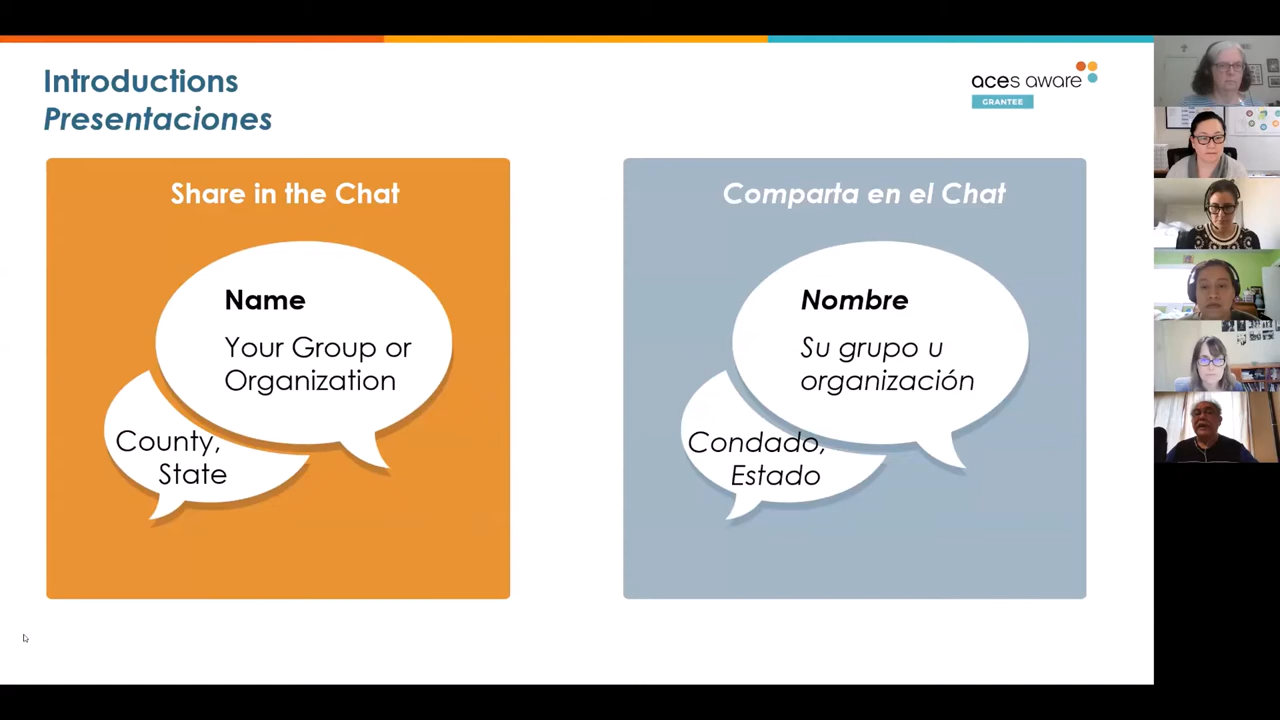 Introductions
Presentaciones
aces aware
GRANTEE
Share in the Chat
Name
Your Group or
Organization
County,
State
Comparta en el Chat
Nombre
Su grupo u
organización
Condado,
Estado